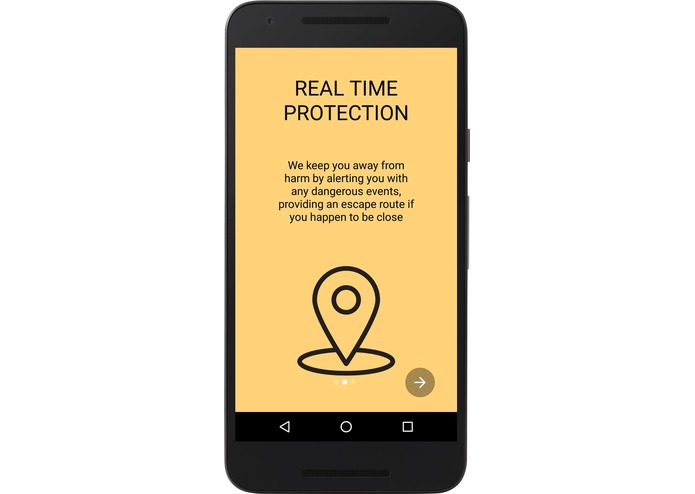 REAL TIME
PROTECTION
We keep you away from
harm by alerting you with
any dangerous events,
providing an escape route if
you happen to be close